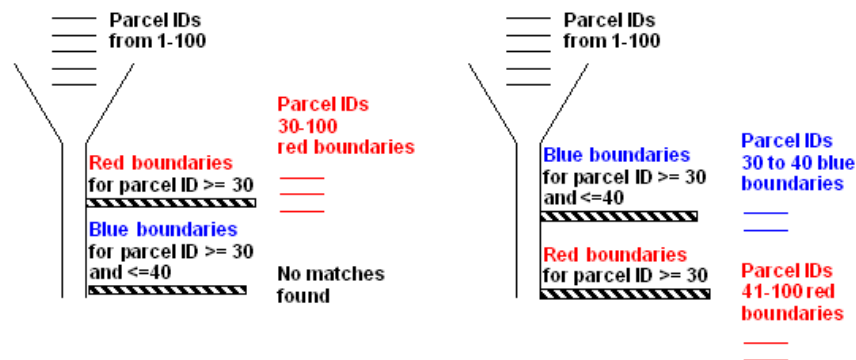 Parcel IDs
from 1-100
Parcel IDs
30-100
red boundaries
Red boundaries
for parcel ID >= 30
Blue boundaries
for parcel ID >= 30
and <=40
No matches
found
Parcel IDs
from 1-100
Blue boundaries
for parcel ID >= 30
and <=40
Parcel IDs
30 to 40 blue
boundaries
Red boundaries
for parcel ID >= 30
Parcel IDs
41-100 red
boundaries